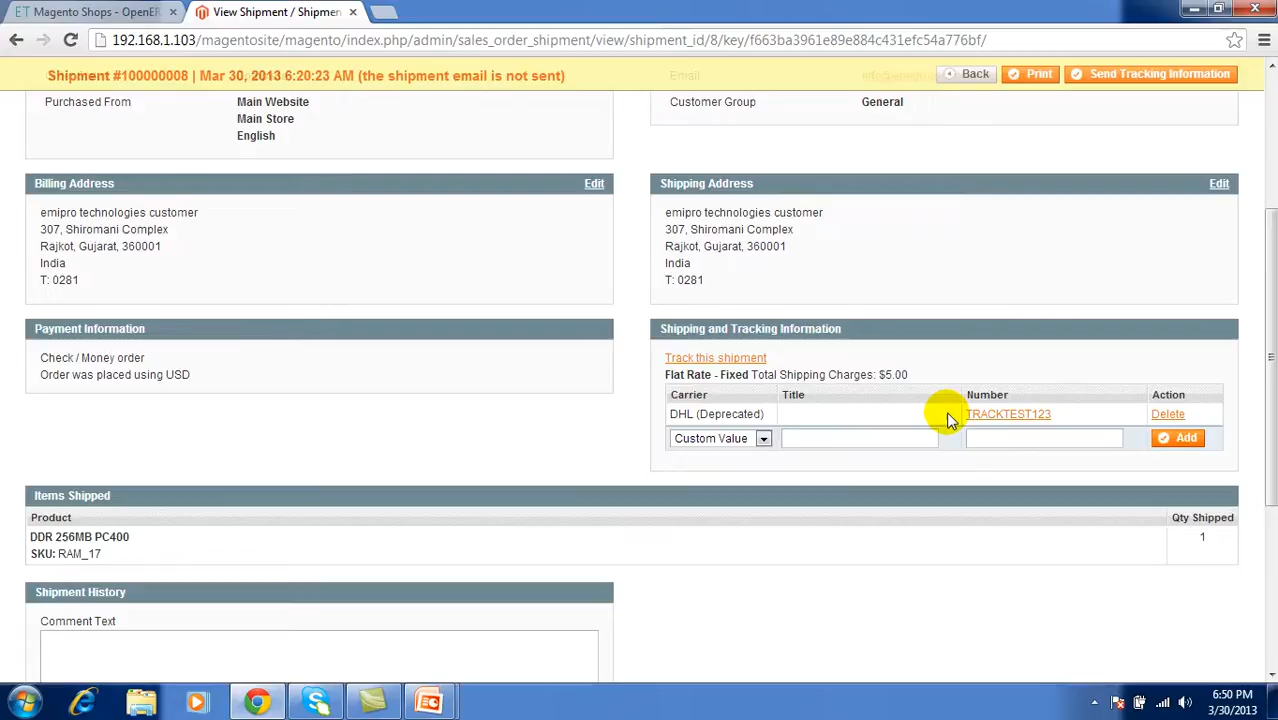 Magento Shops - OpenER
View Shipment / Shipmen
192.168.1.103/magentosite/magento/index.php/admin/sales_order_shipment/view/shipment_id/8/key/f663ba3961e89e884c431efc54a776bf/
Shipment #100000008 | Mar 30, 2013 6:20:23 AM (the shipment email is not sent)
Email
Back
Print
Send Tracking Information
Purchased From
Main Website
Main Store
English
Customer Group
General
Billing Address
Edit
emipro technologies customer
307, Shiromani Complex
Rajkot, Gujarat, 360001
India
T: 0281
Shipping Address
Edit
emipro technologies customer
307, Shiromani Complex
Rajkot, Gujarat, 360001
India
T: 0281
Payment Information
Check / Money order
Order was placed using USD
Shipping and Tracking Information
Track this shipment
Flat Rate - Fixed Total Shipping Charges: $5.00
Carrier Title Number Action
DHL (Deprecated) TRACKTEST123 Delete
Custom Value Add
Items Shipped
Product Qty Shipped
DDR 256MB PC400 1
SKU: RAM_17
Shipment History
Comment Text
6:50 PM
3/30/2013